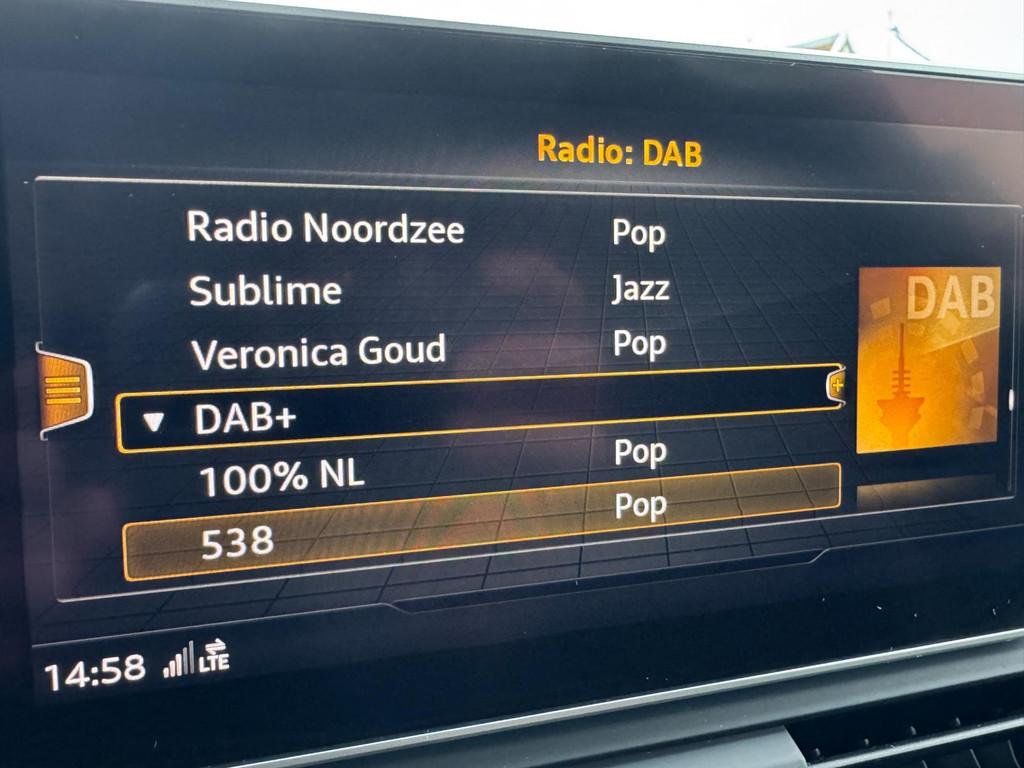 Radio: DAB
Radio Noordzee Pop
Sublime Jazz
Veronica Goud Pop
DAB+
100% NL Pop
538 Pop
DAB
14:58 LTE